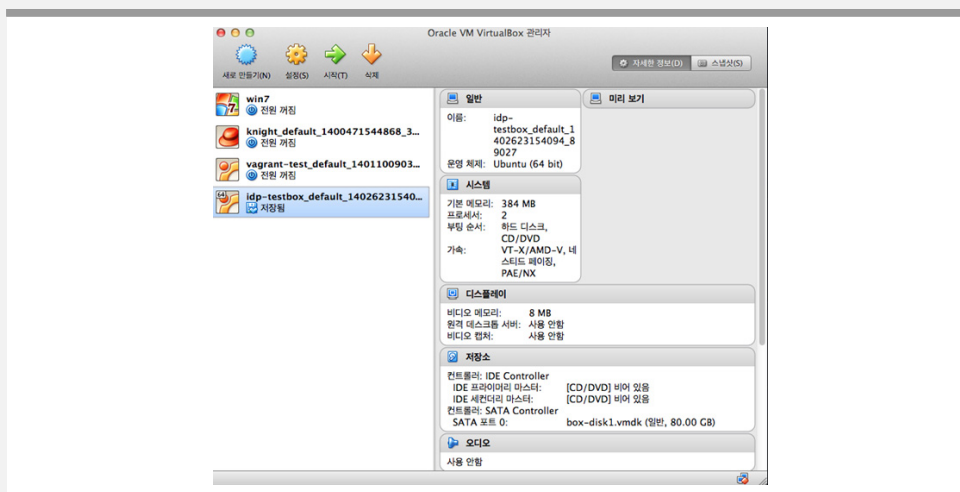 Oracle VM VirtualBox 관리자
새로 만들기(N) 설정(S) 시작(T) 삭제
자세한 정보(D) 스냅샷(S)
win7
전원 꺼짐
knight_default_1400471544868_3...
전원 꺼짐
vagrant-test_default_1401100903...
전원 꺼짐
64
idp-testbox_default_14026231540...
저장됨
일반
이름: idp-
testbox_default_1
402623154094_8
9027
운영 체제: Ubuntu (64 bit)
미리 보기
시스템
기본 메모리: 384 MB
프로세서: 2
부팅 순서: 하드 디스크,
CD/DVD
가속: VT-X/AMD-V, 네
스티드 페이징,
PAE/NX
디스플레이
비디오 메모리: 8 MB
원격 데스크톱 서버: 사용 안함
비디오 캡처: 사용 안함
저장소
컨트롤러: IDE Controller
IDE 프라이머리 마스터: [CD/DVD] 비어 있음
IDE 세컨더리 마스터: [CD/DVD] 비어 있음
컨트롤러: SATA Controller
SATA 포트 0: box-disk1.vmdk (일반, 80.00 GB)
오디오
사용 안함